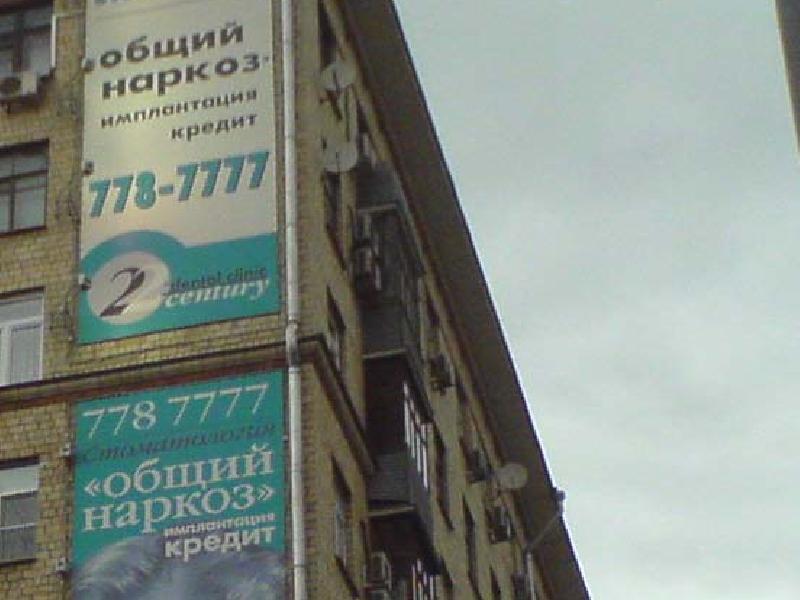 «общий
наркоз»
имплантация
кредит
778-7777
2
dental clinic
century
778 7777
Стоматология
«общий
наркоз»
имплантация
кредит